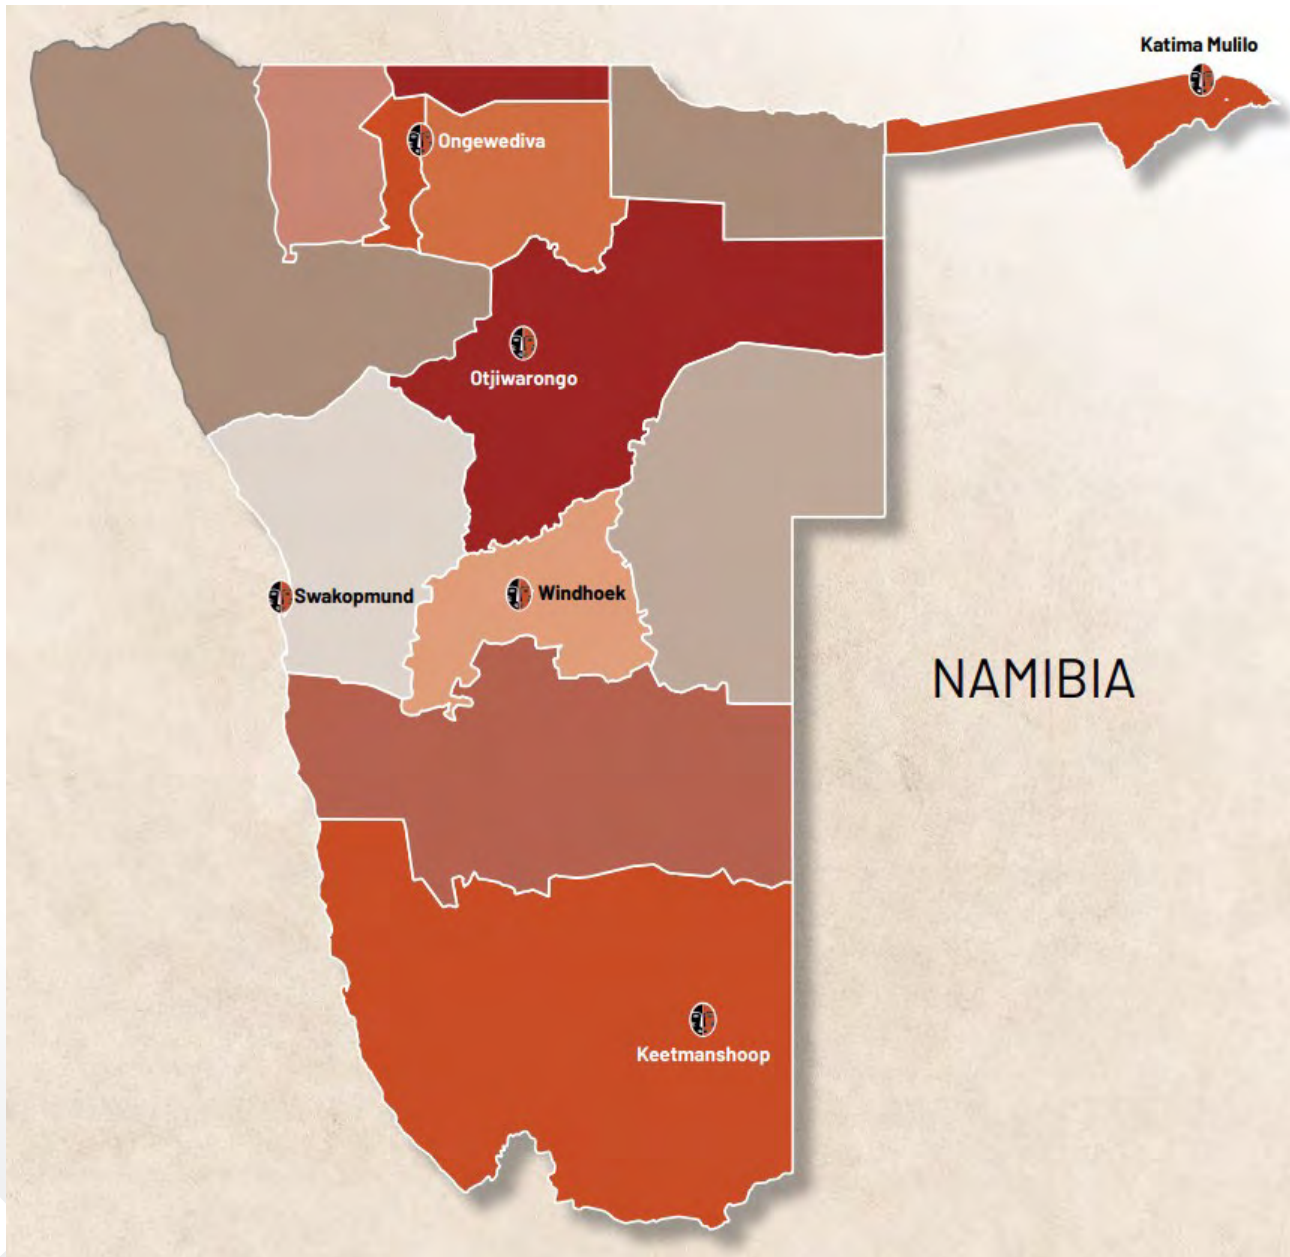 Katima Mulilo
Ongewediva
Otjiwarongo
Swakopmund
Windhoek
NAMIBIA
Keetmanshoop